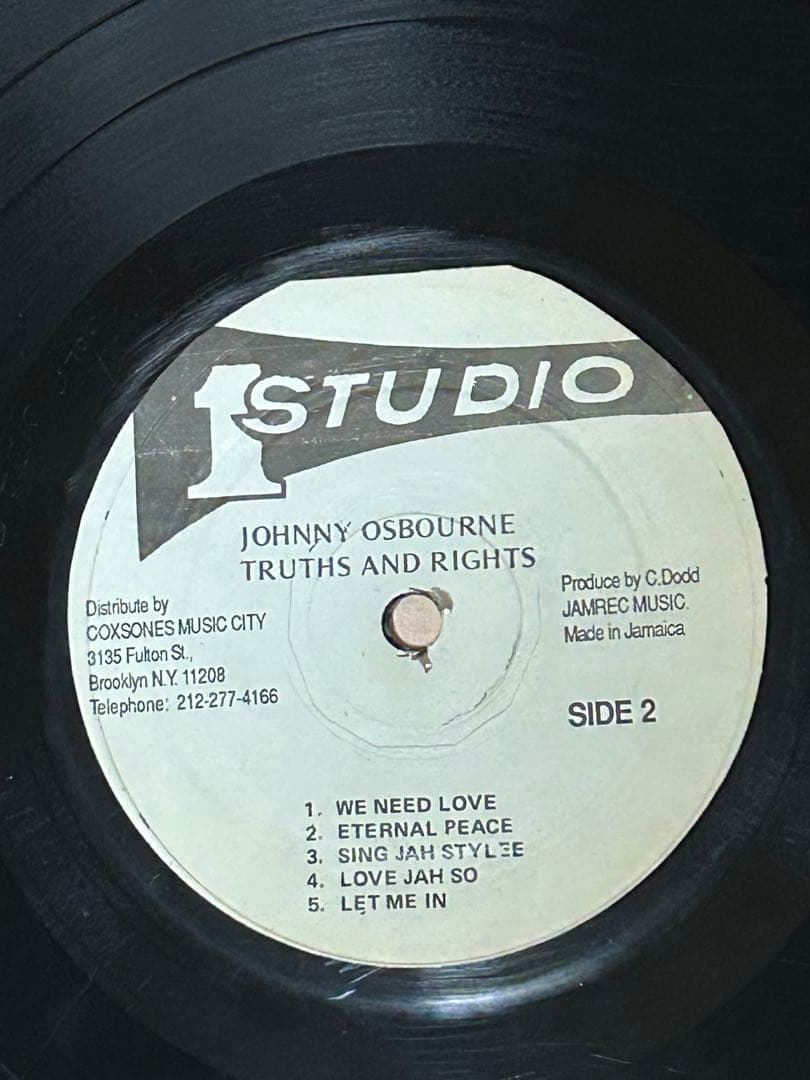 1 STUDIO
JOHNNY OSBOURNE
TRUTHS AND RIGHTS
Distribute by
COXSONES MUSIC CITY
3135 Fulton St.,
Brooklyn N.Y. 11208
Telephone: 212-277-4166
Produce by C.Dodd
JAMREC MUSIC.
Made in Jamaica
SIDE 2
1. WE NEED LOVE
2. ETERNAL PEACE
3. SING JAH STYLEE
4. LOVE JAH SO
5. LET ME IN